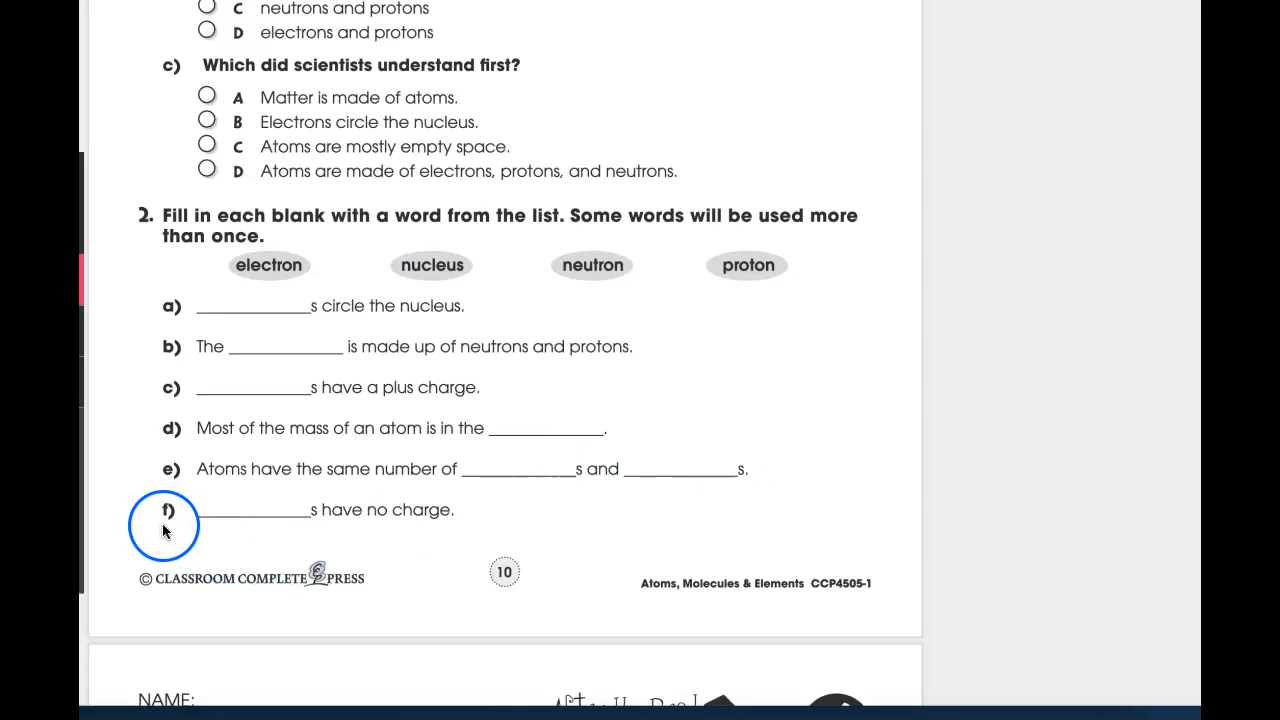 C neutrons and protons
D electrons and protons
c) Which did scientists understand first?
A Matter is made of atoms.
B Electrons circle the nucleus.
C Atoms are mostly empty space.
D Atoms are made of electrons, protons, and neutrons.
2. Fill in each blank with a word from the list. Some words will be used more
than once.
electron nucleus neutron proton
a) ____________s circle the nucleus.
b) The ____________ is made up of neutrons and protons.
c) ____________s have a plus charge.
d) Most of the mass of an atom is in the ____________.
e) Atoms have the same number of ____________s and ____________s.
f) ____________s have no charge.
© CLASSROOM COMPLETE PRESS
10
Atoms, Molecules & Elements CCP4505-1
NAME: